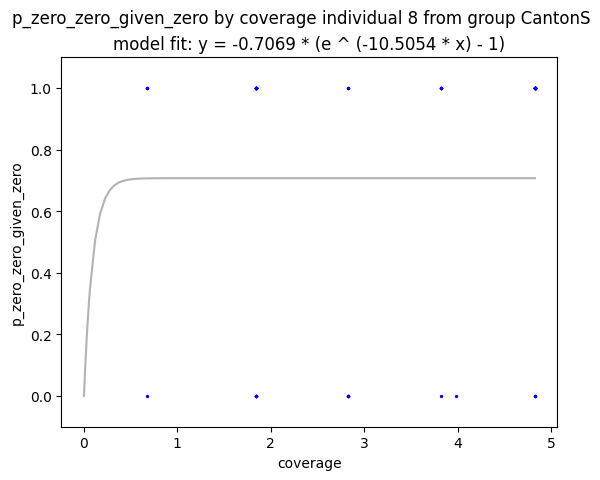 p_zero_zero_given_zero by coverage individual 8 from group CantonS
model fit: y = -0.7069 * (e ^ (-10.5054 * x) - 1)
1.0
0.8
0.6
0.4
0.2
0.0
p_zero_zero_given_zero
0 1 2 3 4 5
coverage